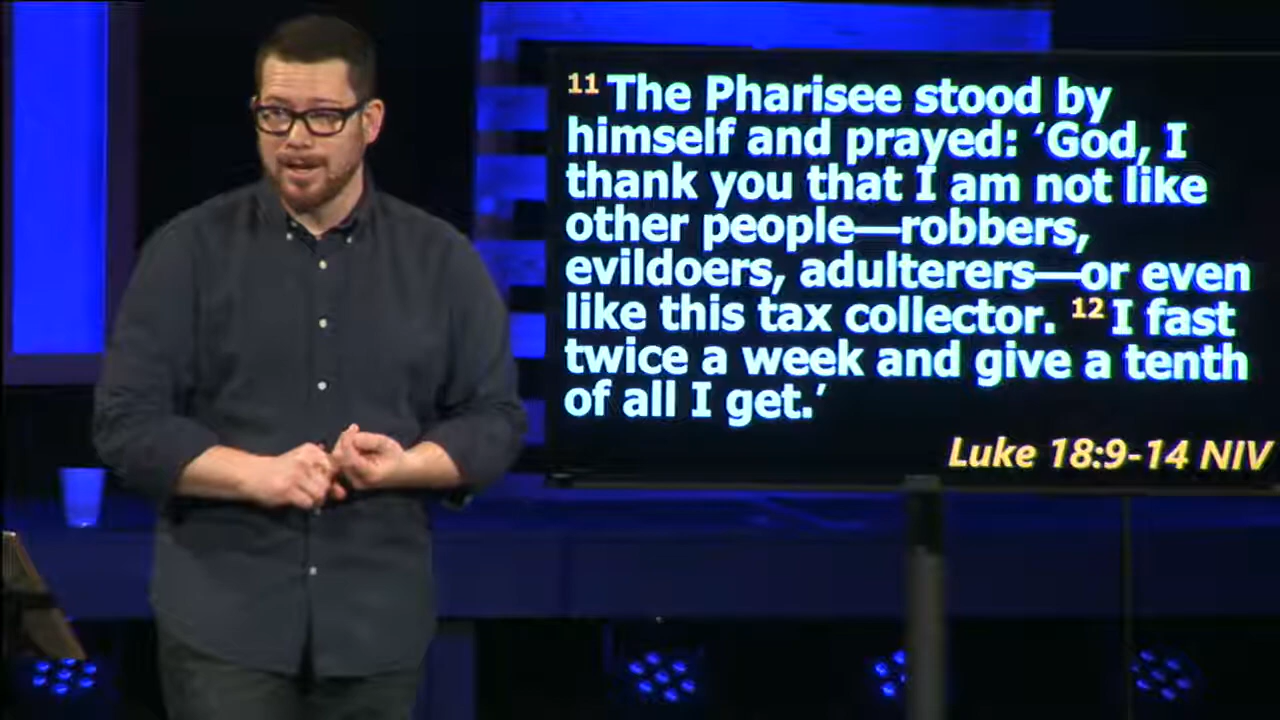 11 The Pharisee stood by
himself and prayed: ‘God, I
thank you that I am not like
other people—robbers,
evildoers, adulterers—or even
like this tax collector. 12 I fast
twice a week and give a tenth
of all I get.’
Luke 18:9-14 NIV